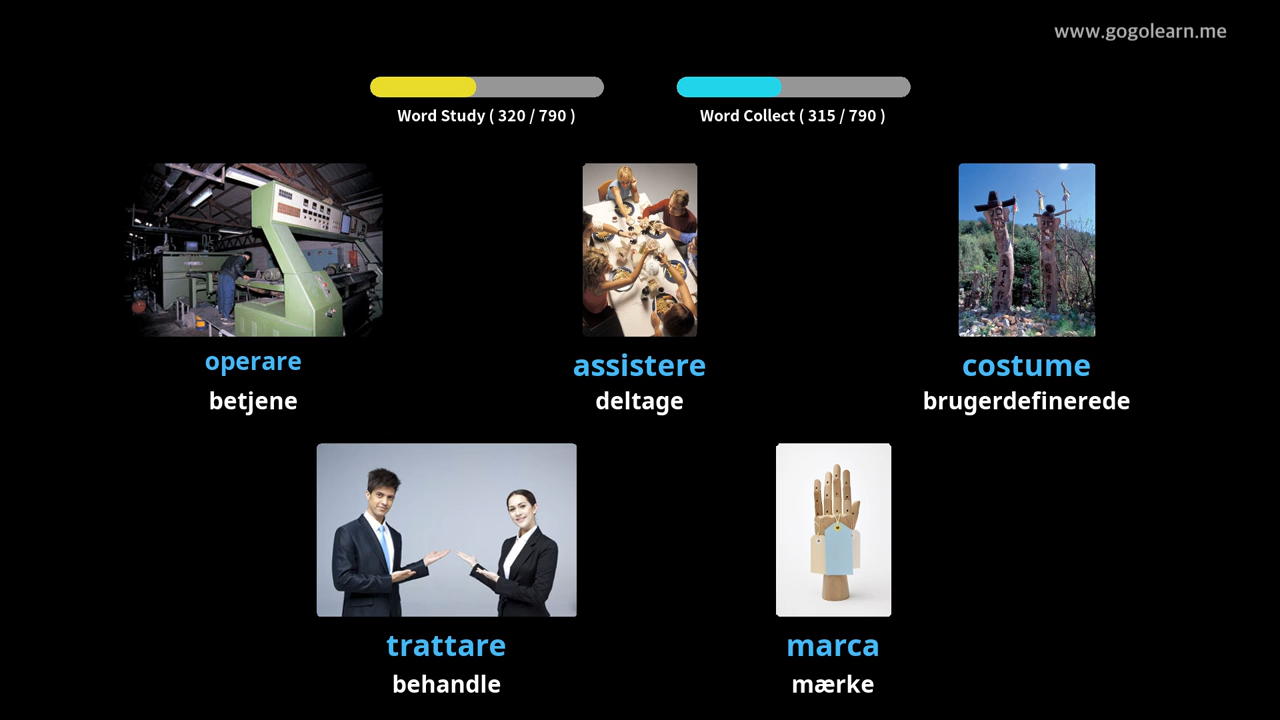 www.gogolearn.me
Word Study ( 320 / 790 )
Word Collect ( 315 / 790 )
operare
assistere
costume
betjene
deltage
brugerdefinerede
trattare
marca
behandle
mærke